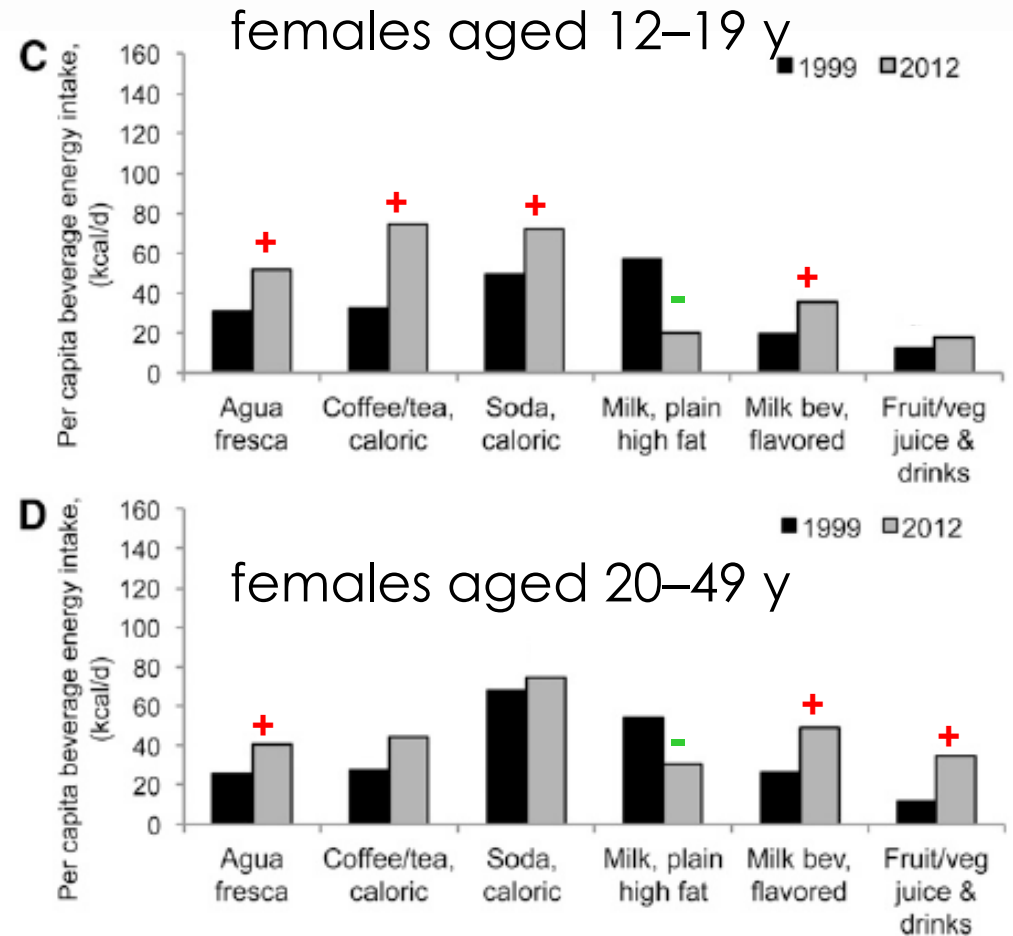 females aged 12–19 y
C
Per capita beverage energy intake,
(kcal/d)
160
140
120
100
80
60
40
20
0
1999 2012
+
+
+
-
+
Agua
fresca
Coffee/tea,
caloric
Soda,
caloric
Milk, plain
high fat
Milk bev,
flavored
Fruit/veg
juice &
drinks
D
Per capita beverage energy intake,
(kcal/d)
160
140
120
100
80
60
40
20
0
1999 2012
females aged 20–49 y
+
-
+
+
Agua
fresca
Coffee/tea,
caloric
Soda,
caloric
Milk, plain
high fat
Milk bev,
flavored
Fruit/veg
juice &
drinks